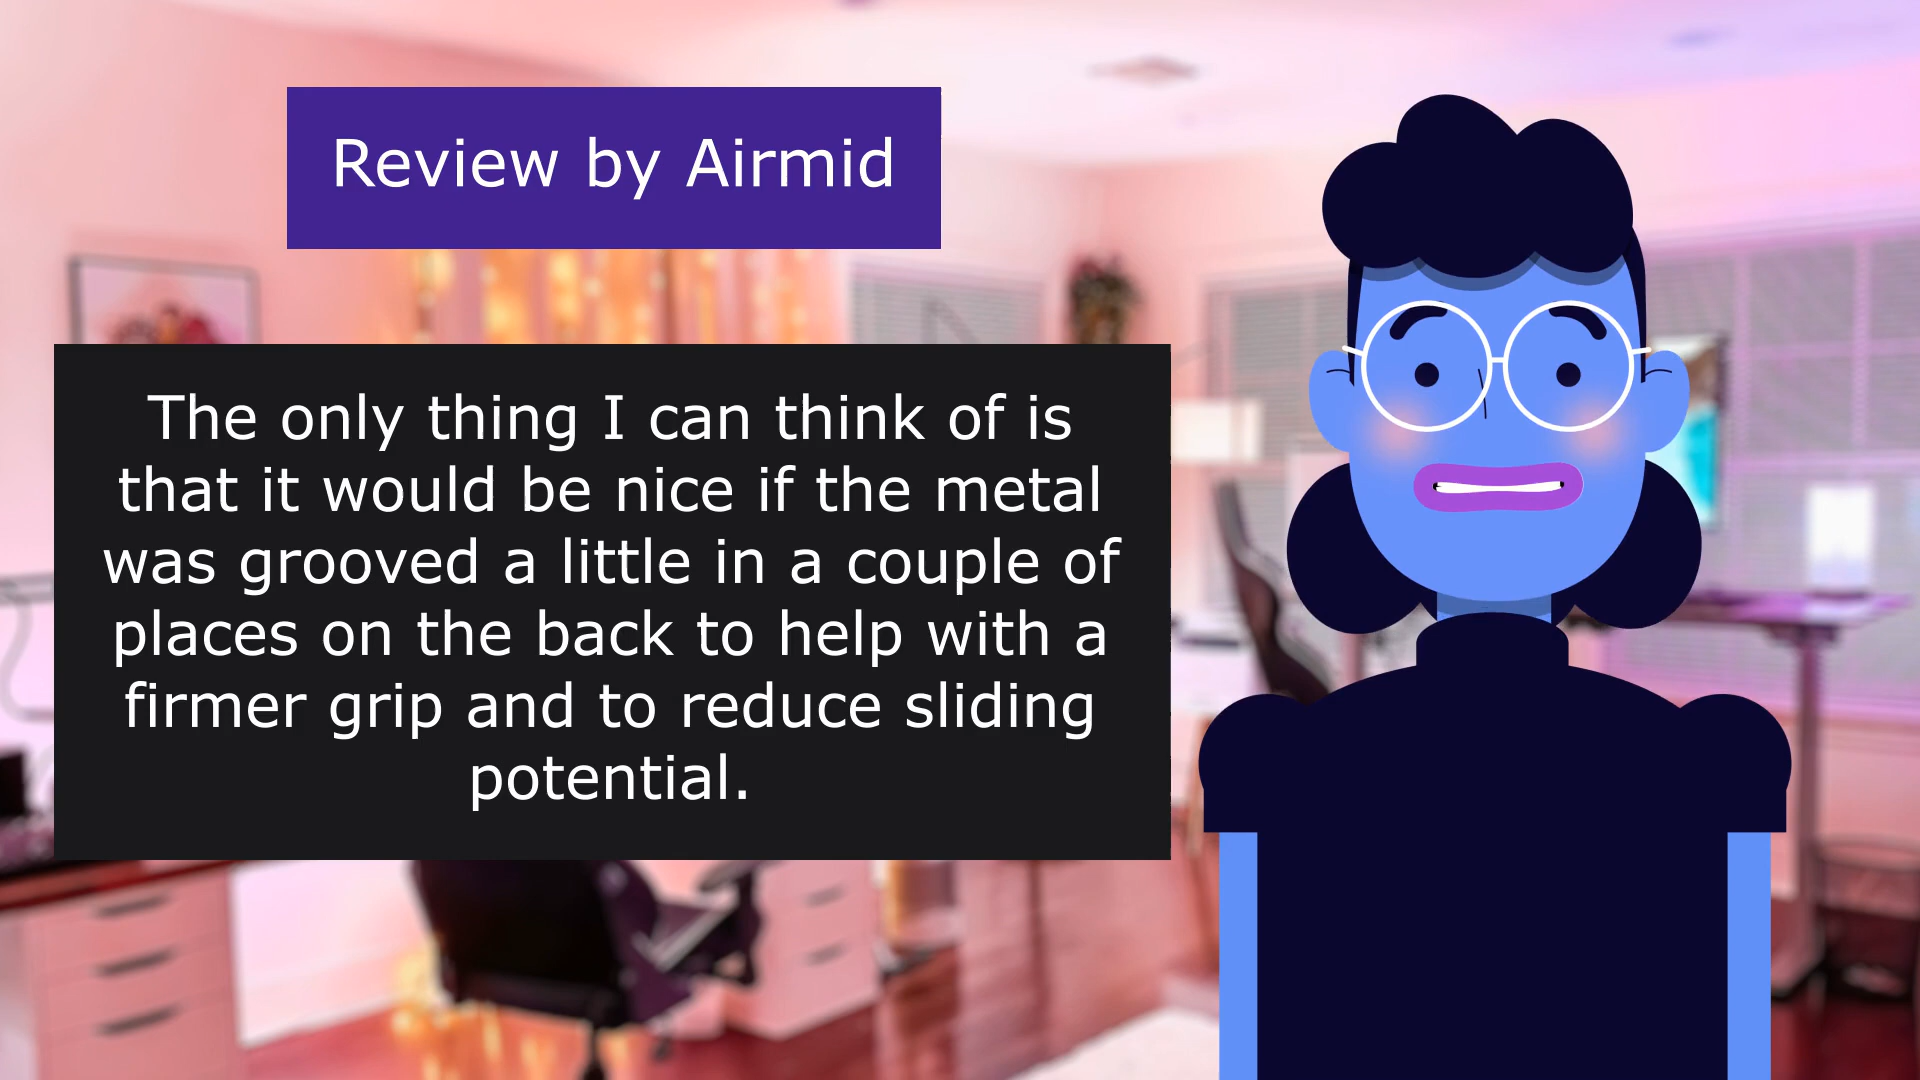 Review by Airmid
The only thing I can think of is
that it would be nice if the metal
was grooved a little in a couple of
places on the back to help with a
firmer grip and to reduce sliding
potential.